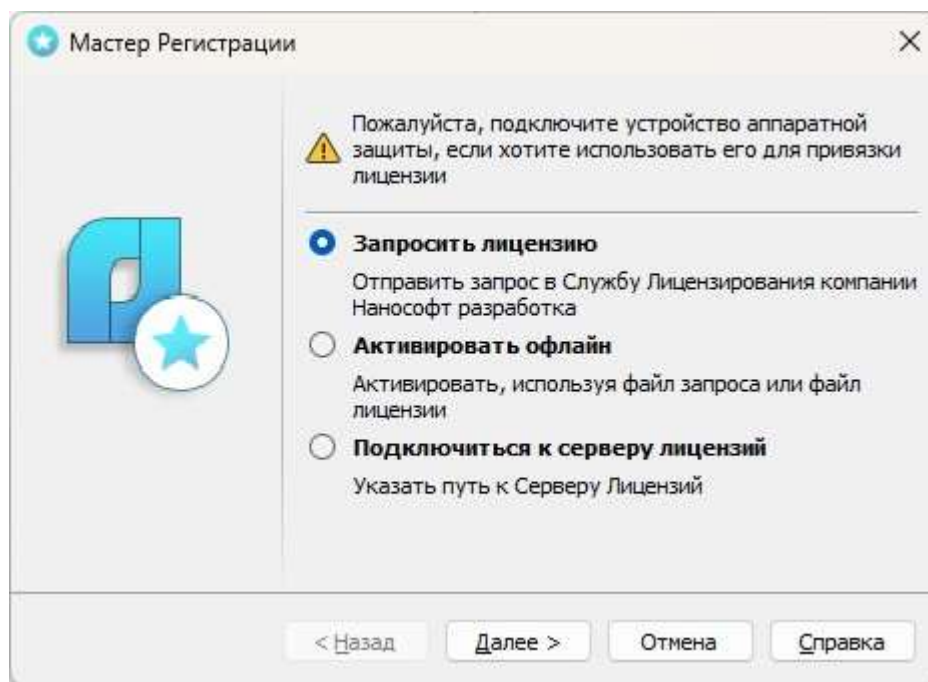 Мастер Регистрации
Пожалуйста, подключите устройство аппаратной
защиты, если хотите использовать его для привязки
лицензии
Запросить лицензию
Отправить запрос в Службу Лицензирования компании
Нанософт разработка
Активировать офлайн
Активировать, используя файл запроса или файл
лицензии
Подключиться к серверу лицензий
Указать путь к Серверу Лицензий
< Назад Далее > Отмена Справка